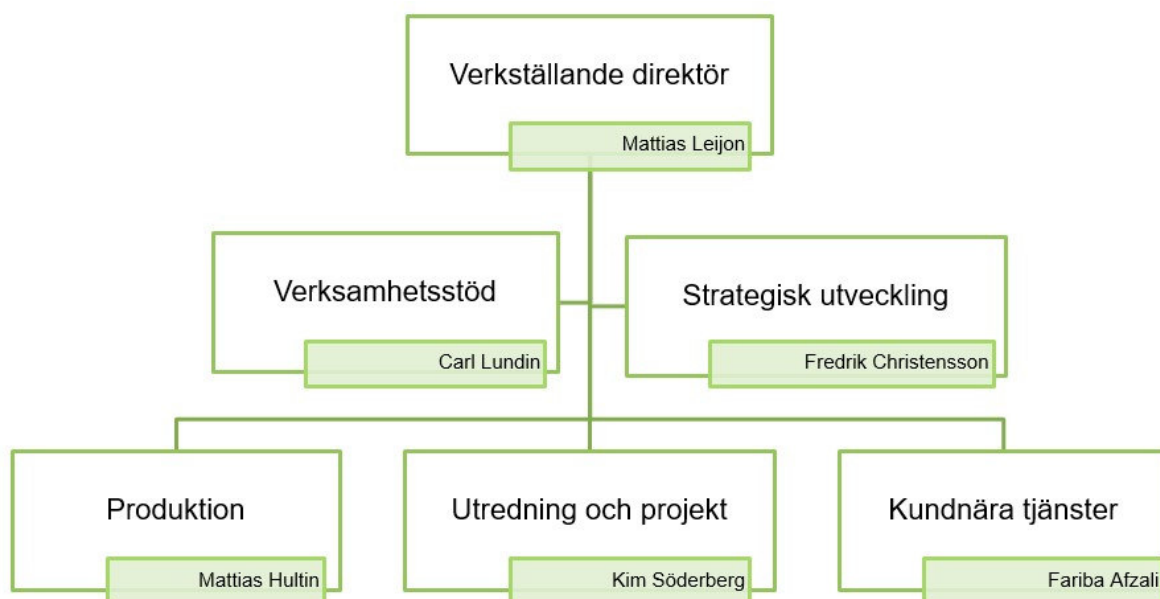 Verkställande direktör
Mattias Leijon
Verksamhetsstöd
Carl Lundin
Strategisk utveckling
Fredrik Christensson
Produktion
Mattias Hultin
Utredning och projekt
Kim Söderberg
Kundnära tjänster
Fariba Afzali